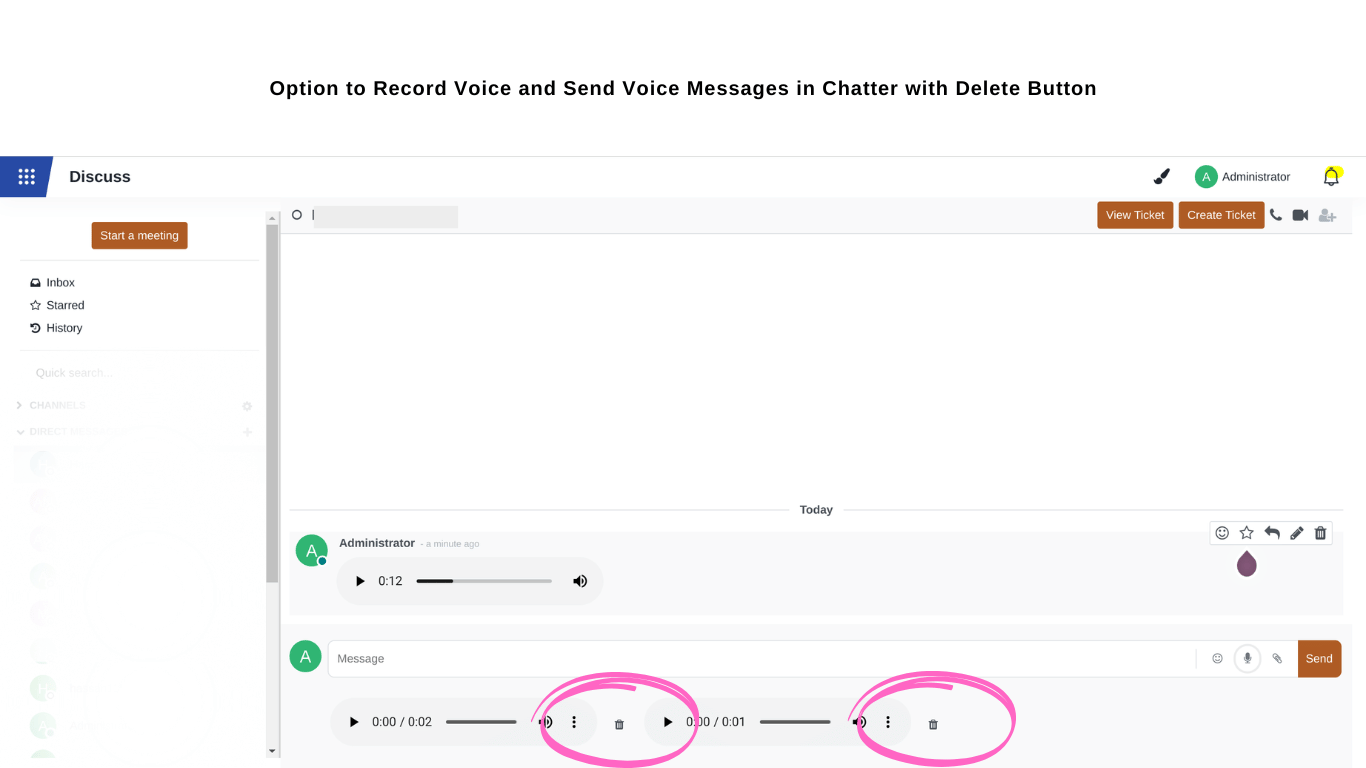 Option to Record Voice and Send Voice Messages in Chatter with Delete Button
Discuss
A Administrator
Start a meeting
View Ticket
Create Ticket
Inbox
Starred
History
Quick search...
CHANNELS
DIRECT
Today
A
Administrator - a minute ago
0:12
A
Message
Send
0:00 / 0:02
0:00 / 0:01